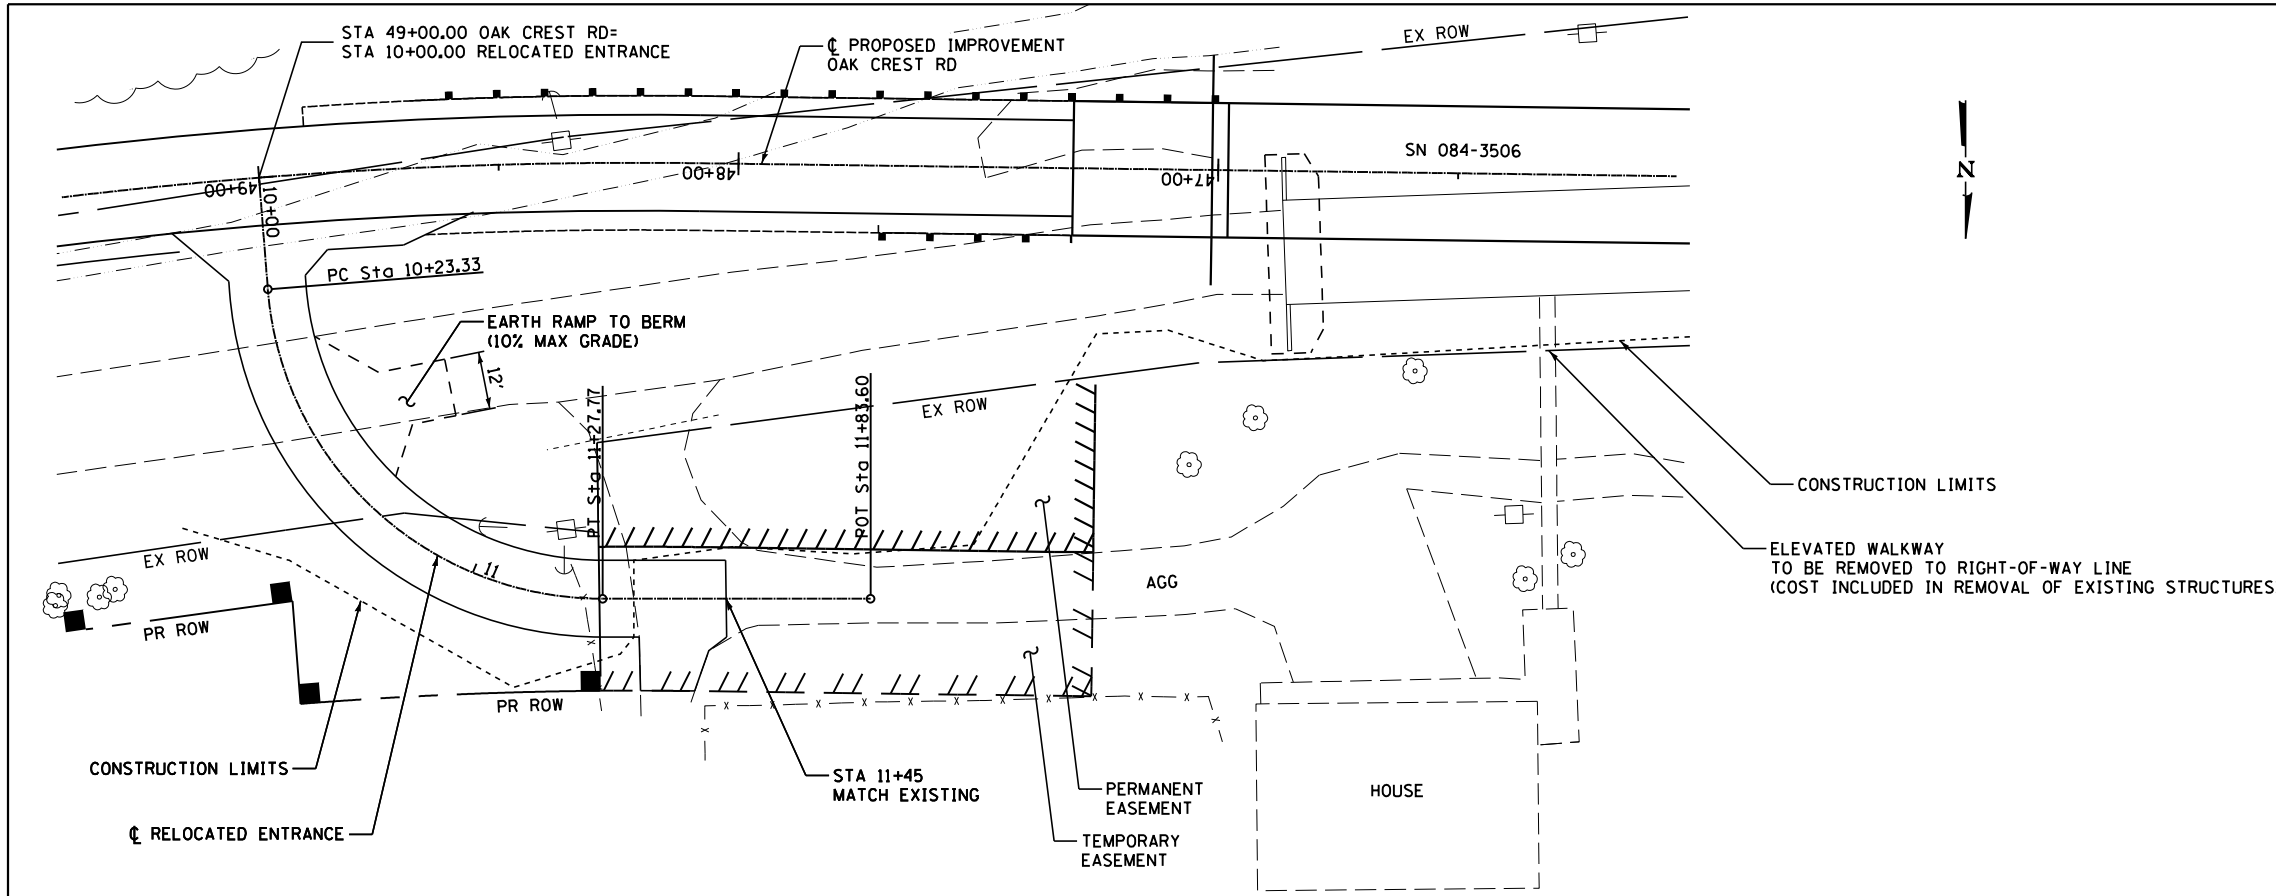 STA 49+00.00 OAK CREST RD=
STA 10+00.00 RELOCATED ENTRANCE
℄ PROPOSED IMPROVEMENT
OAK CREST RD
EX ROW
SN 084-3506
N
49+00
48+00
47+00
10+00
PC Sta 10+23.33
EARTH RAMP TO BERM
(10% MAX GRADE)
12'
PT Sta 11+27.77
POT Sta 11+83.60
EX ROW
CONSTRUCTION LIMITS
ELEVATED WALKWAY
TO BE REMOVED TO RIGHT-OF-WAY LINE
(COST INCLUDED IN REMOVAL OF EXISTING STRUCTURES
EX ROW
11
AGG
PR ROW
PR ROW
CONSTRUCTION LIMITS
℄ RELOCATED ENTRANCE
STA 11+45
MATCH EXISTING
PERMANENT
EASEMENT
TEMPORARY
EASEMENT
HOUSE